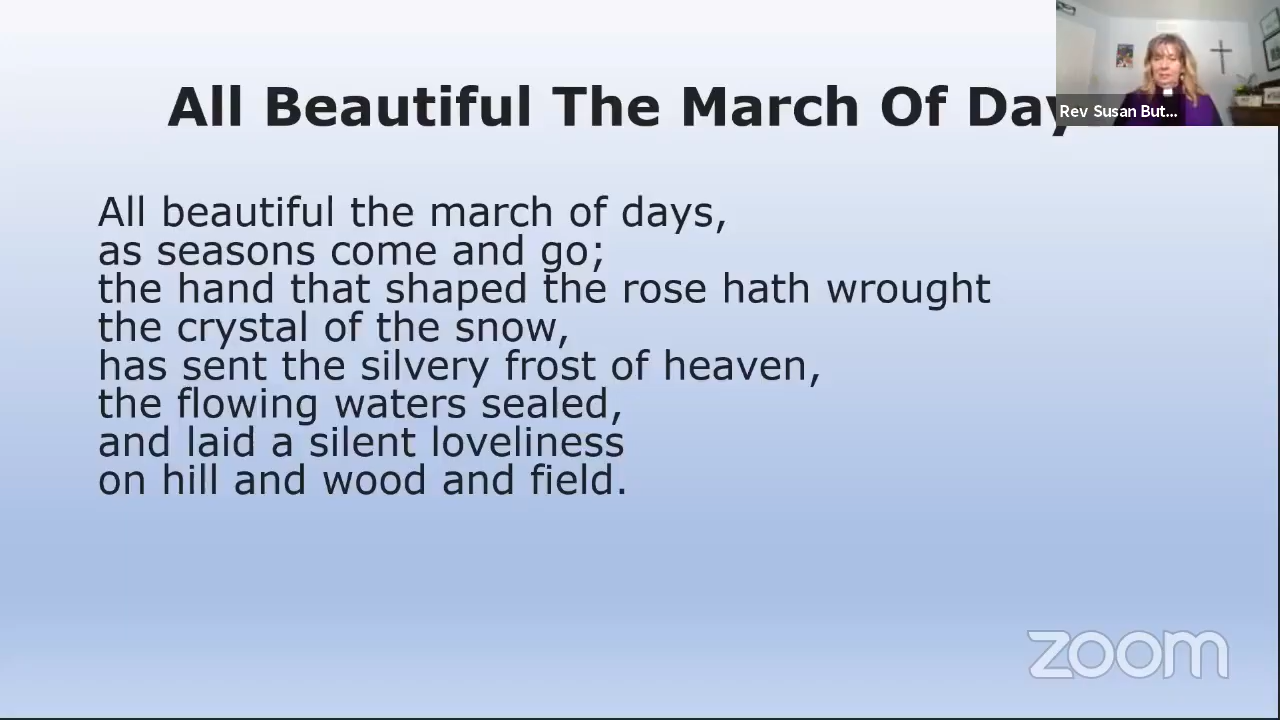 All Beautiful The March Of Day
Rev Susan But...
All beautiful the march of days,
as seasons come and go;
the hand that shaped the rose hath wrought
the crystal of the snow,
has sent the silvery frost of heaven,
the flowing waters sealed,
and laid a silent loveliness
on hill and wood and field.
zoom